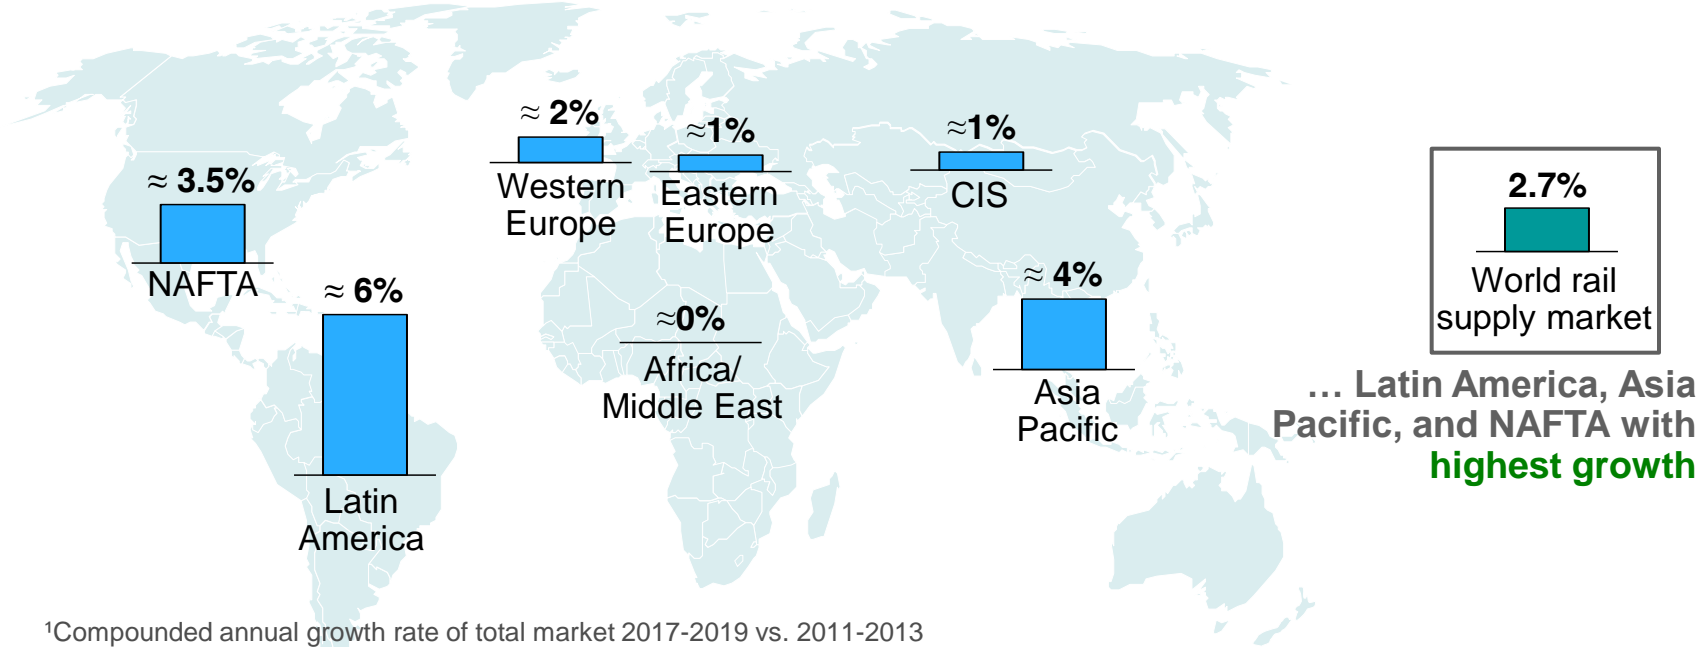 ≈ 3.5%
NAFTA
≈ 6%
Latin
America
≈ 2%
Western
Europe
≈1%
Eastern
Europe
≈0%
Africa/
Middle East
≈1%
CIS
≈ 4%
Asia
Pacific
2.7%
World rail
supply market
… Latin America, Asia
Pacific, and NAFTA with
highest growth
¹Compounded annual growth rate of total market 2017-2019 vs. 2011-2013